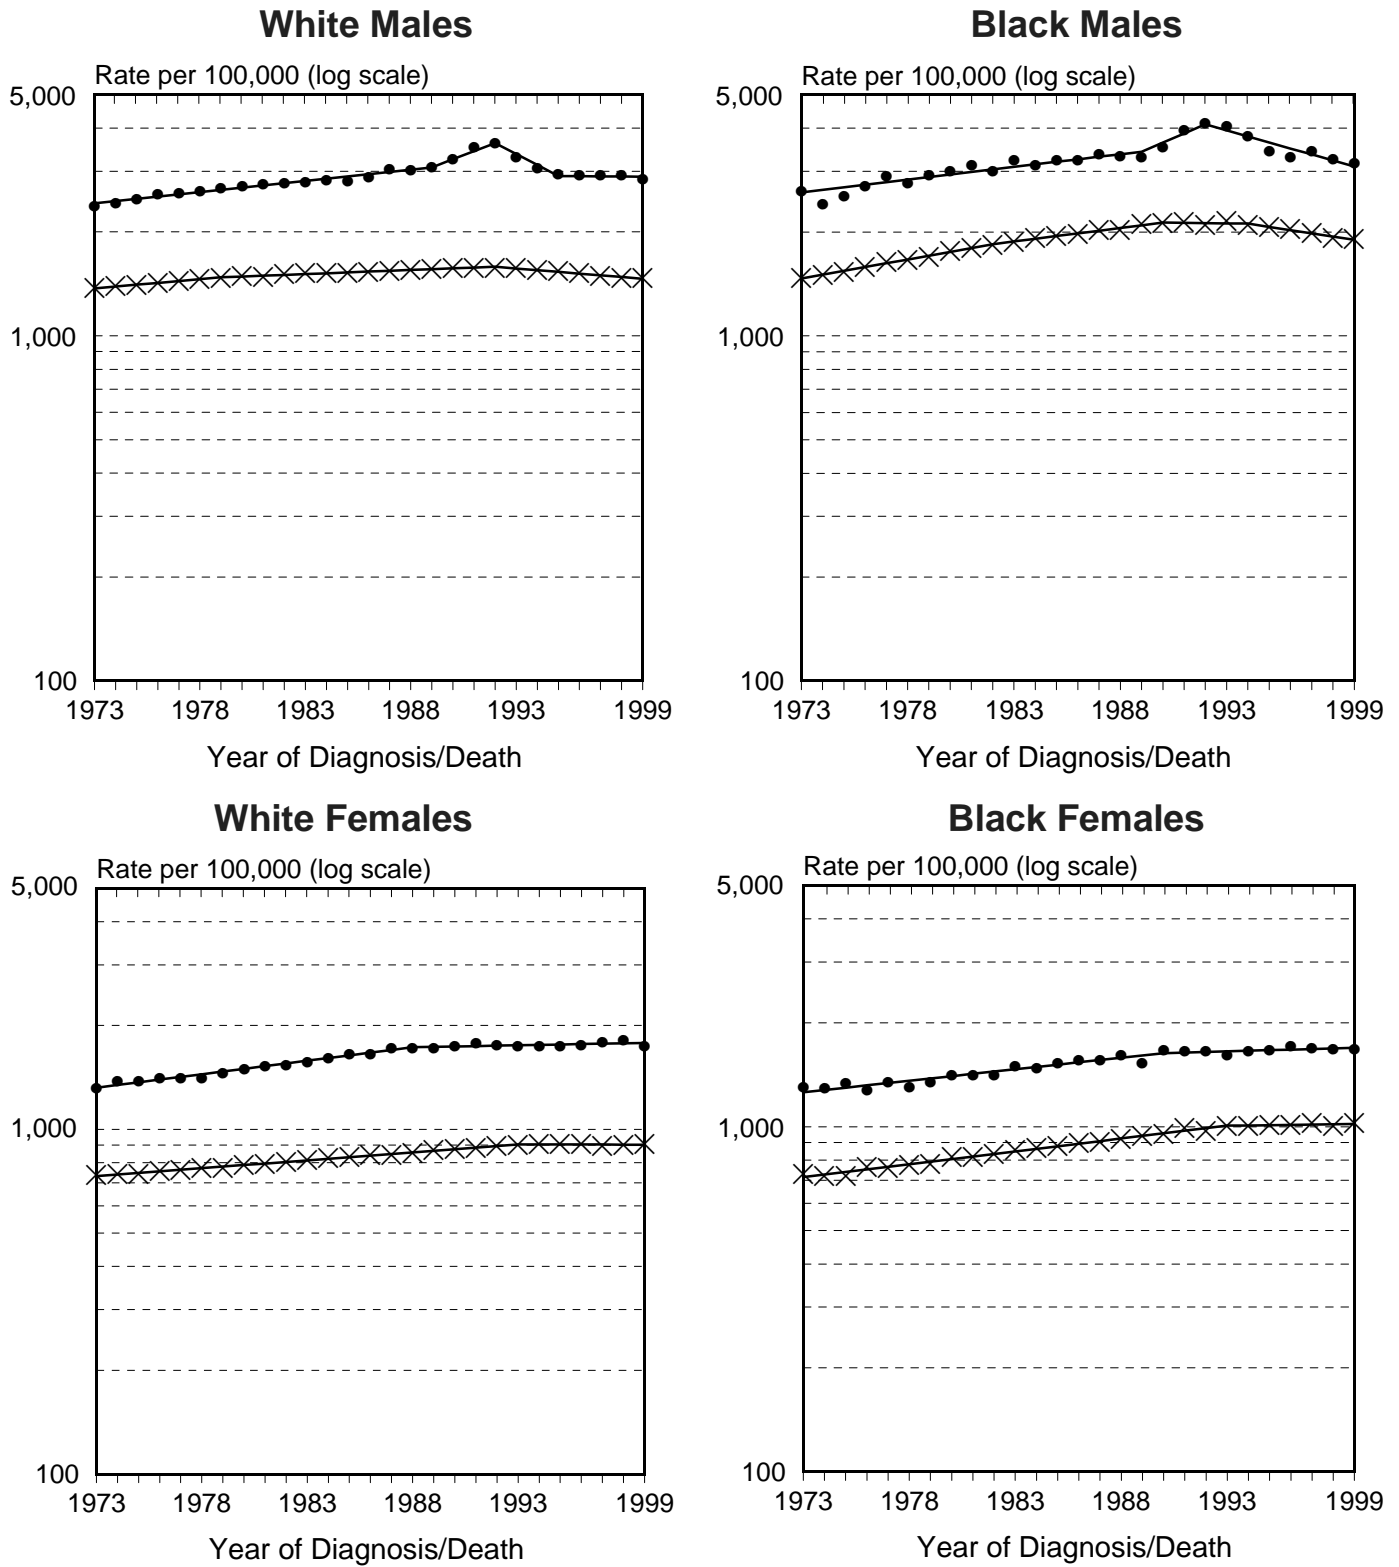 White Males
Rate per 100,000 (log scale)
5,000
1,000
100
1973 1978 1983 1988 1993 1999
Year of Diagnosis/Death
Black Males
Rate per 100,000 (log scale)
5,000
1,000
100
1973 1978 1983 1988 1993 1999
Year of Diagnosis/Death
White Females
Rate per 100,000 (log scale)
5,000
1,000
100
1973 1978 1983 1988 1993 1999
Year of Diagnosis/Death
Black Females
Rate per 100,000 (log scale)
5,000
1,000
100
1973 1978 1983 1988 1993 1999
Year of Diagnosis/Death